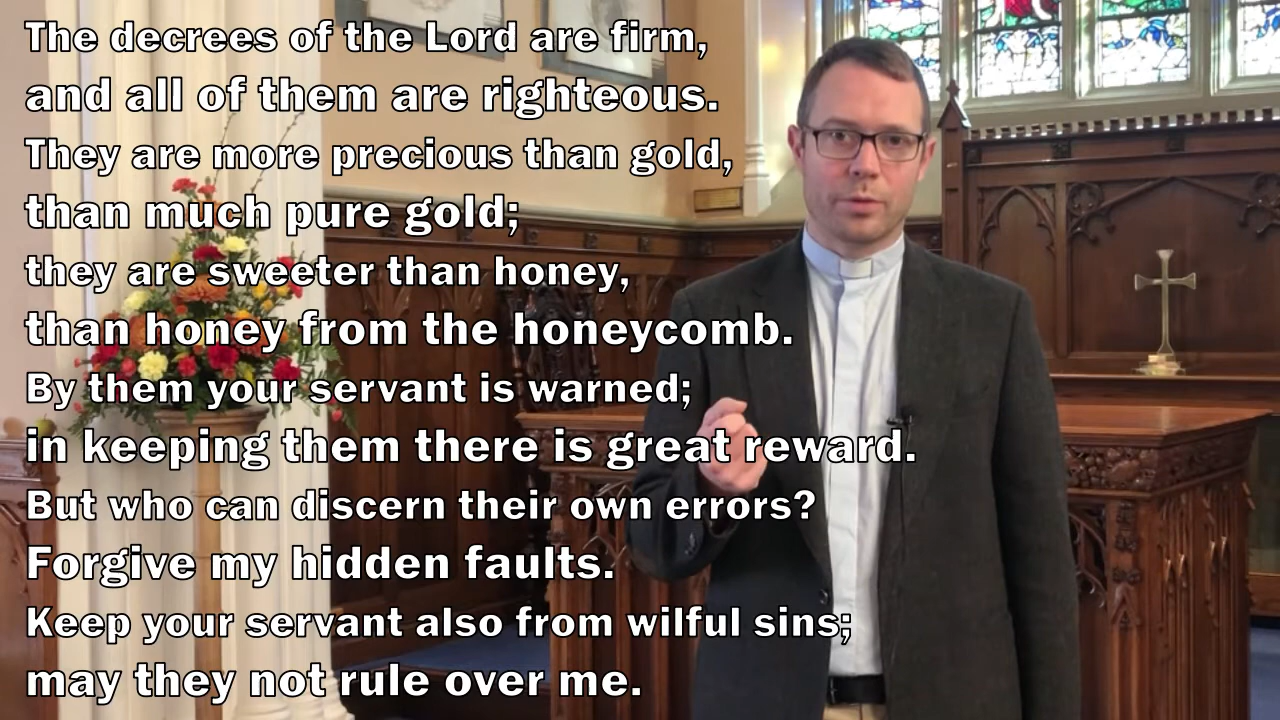 The decrees of the Lord are firm,
and all of them are righteous.
They are more precious than gold,
than much pure gold;
they are sweeter than honey,
than honey from the honeycomb.
By them your servant is warned;
in keeping them there is great reward.
But who can discern their own errors?
Forgive my hidden faults.
Keep your servant also from wilful sins;
may they not rule over me.